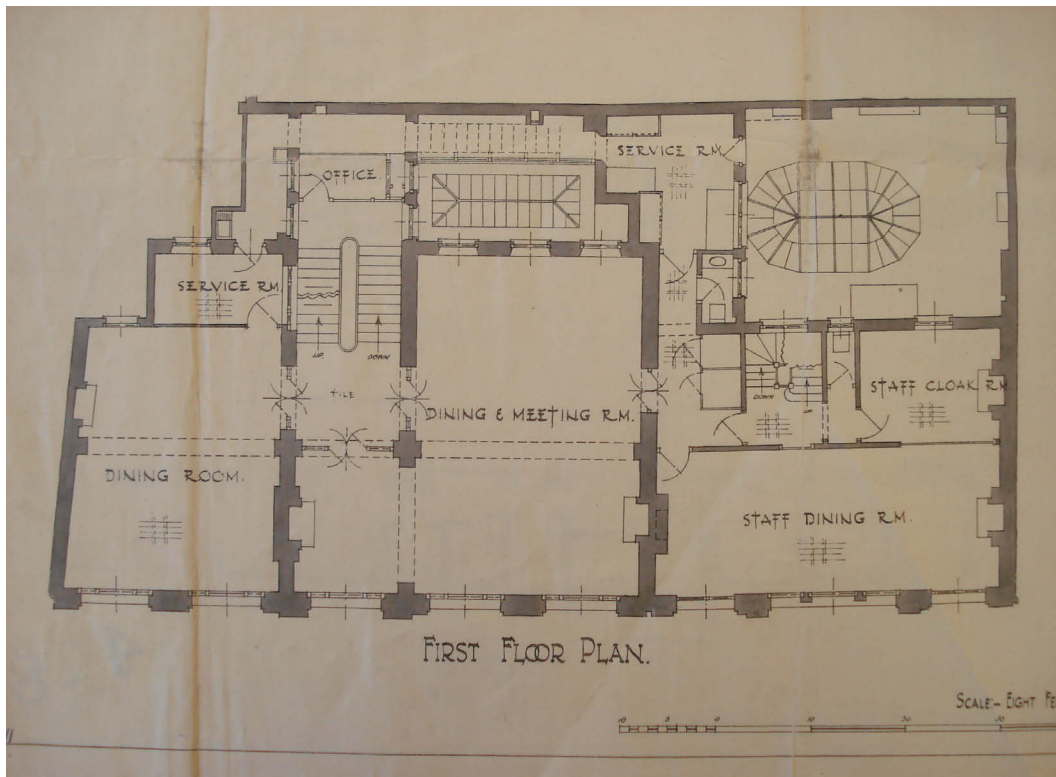 SERVICE RM.
OFFICE.
SERVICE RM.
UP.
DOWN
TILE
DINING & MEETING RM.
DOWN
UP.
STAFF CLOAK RM.
DINING ROOM.
STAFF DINING RM.
FIRST FLOOR PLAN.
SCALE:- EIGHT FE
10 5 0 10 20 30